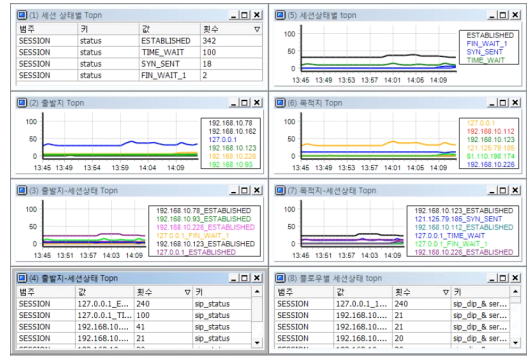 (1) 세션 상태별 Topn
범주 키 값 횟수
SESSION status ESTABLISHED 342
SESSION status TIME_WAIT 100
SESSION status SYN_SENT 18
SESSION status FIN_WAIT_1 2
(5) 세션 상태별 topn
100
50
0
13:45 13:49 13:53 13:57 14:01 14:05 14:09
ESTABLISHED
FIN_WAIT_1
SYN_SENT
TIME_WAIT
(2) 출발지 Topn
100
50
0
13:45 13:49 13:54 13:59 14:04 14:09
192.168.10.78
192.168.10.162
127.0.0.1
192.168.10.123
192.168.10.226
192.168.10.93
(6) 목적지 Topn
100
50
0
13:45 13:49 13:53 13:57 14:01 14:05 14:09
127.0.0.1
192.168.10.112
192.168.10.123
121.125.79.185
61.110.198.174
192.168.10.226
(3) 출발지-세션상태 Topn
100
50
0
13:45 13:51 13:57 14:03 14:09
192.168.10.78_ESTABLISHED
192.168.10.93_ESTABLISHED
192.168.10.226_ESTABLISHED
127.0.0.1_FIN_WAIT_1
192.168.10.123_ESTABLISHED
127.0.0.1_ESTABLISHED
(7) 목적지-세션상태 Topn
100
50
0
13:45 13:51 13:57 14:03 14:09
192.168.10.123_ESTABLISHED
121.125.79.185_SYN_SENT
192.168.10.112_ESTABLISHED
127.0.0.1_TIME_WAIT
127.0.0.1_FIN_WAIT_1
192.168.10.226_ESTABLISHED
(4) 출발지-세션상태 Topn
범주 값 횟수 키
SESSION 127.0.0.1_E... 240 sip_status
SESSION 127.0.0.1_TI... 100 sip_status
SESSION 192.168.10.... 41 sip_status
SESSION 192.168.10.... 21 sip_status
(8) 플로우별 세션상태 topn
범주 값 횟수 키
SESSION 127.0.0.1_1... 240 sip_dip_& ser...
SESSION 192.168.10.... 21 sip_dip_& ser...
SESSION 192.168.10.... 21 sip_dip_& ser...
SESSION 192.168.10.... 20 sip_dip_& ser...